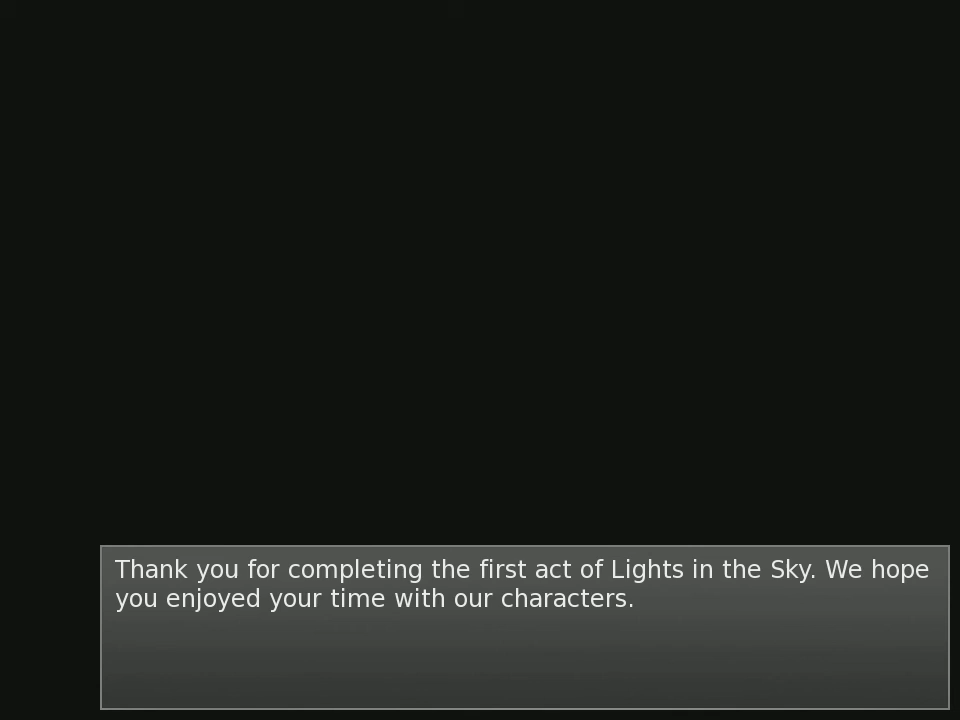 Thank you for completing the first act of Lights in the Sky. We hope
you enjoyed your time with our characters.